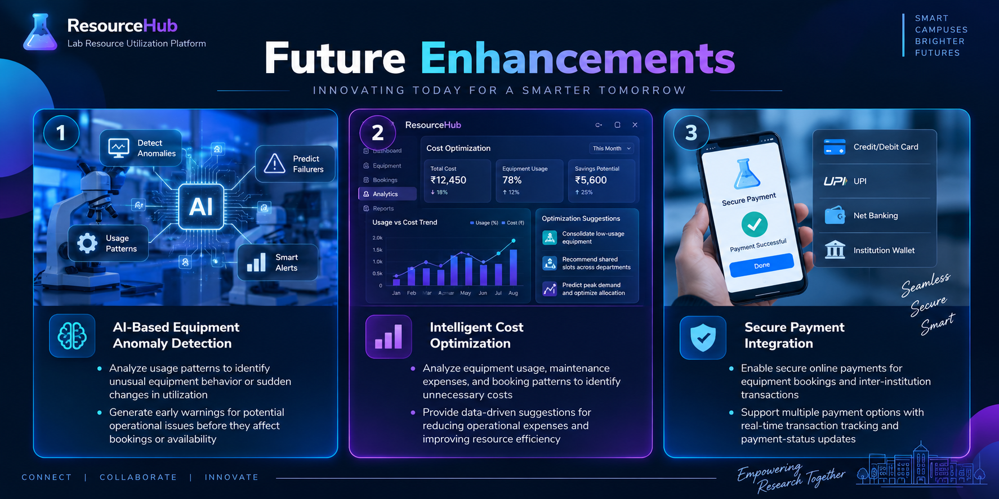 ResourceHub
Lab Resource Utilization Platform
SMART
CAMPUSES
BRIGHTER
FUTURES
Future Enhancements
INNOVATING TODAY FOR A SMARTER TOMORROW
1
Detect
Anomalies
Predict
Failurers
AI
Usage
Patterns
Smart
Alerts
AI-Based Equipment
Anomaly Detection
Analyze usage patterns to identify
unusual equipment behavior or sudden
changes in utilization
Generate early warnings for potential
operational issues before they affect
bookings or availability
2
ResourceHub
Equipment
Bookings
Analytics
Reports
Cost Optimization
This Month
Total Cost
₹12,450
↓ 18%
Equipment Usage
78%
↑ 12%
Savings Potential
₹5,600
↑ 25%
Usage vs Cost Trend
Usage (%) Cost (₹)
2.0k
1.5k
1.0k
0.5k
0
Jan Feb Mar May Jun Jul Aug
Optimization Suggestions
Consolidate low-usage
equipment
Recommend shared
slots across departments
Predict peak demand
and optimize allocation
Intelligent Cost
Optimization
Analyze equipment usage, maintenance
expenses, and booking patterns to identify
unnecessary costs
Provide data-driven suggestions for
reducing operational expenses and
improving resource efficiency
3
Secure Payment
Payment Successfull
Done
Credit/Debit Card
UPI UPI
Net Banking
Institution Wallet
Seamless
Secure
Smart
Secure Payment
Integration
Enable secure online payments for
equipment bookings and inter-institution
transactions
Support multiple payment options with
real-time transaction tracking and
payment-status updates
CONNECT | COLLABORATE | INNOVATE
Empowering
Research Together